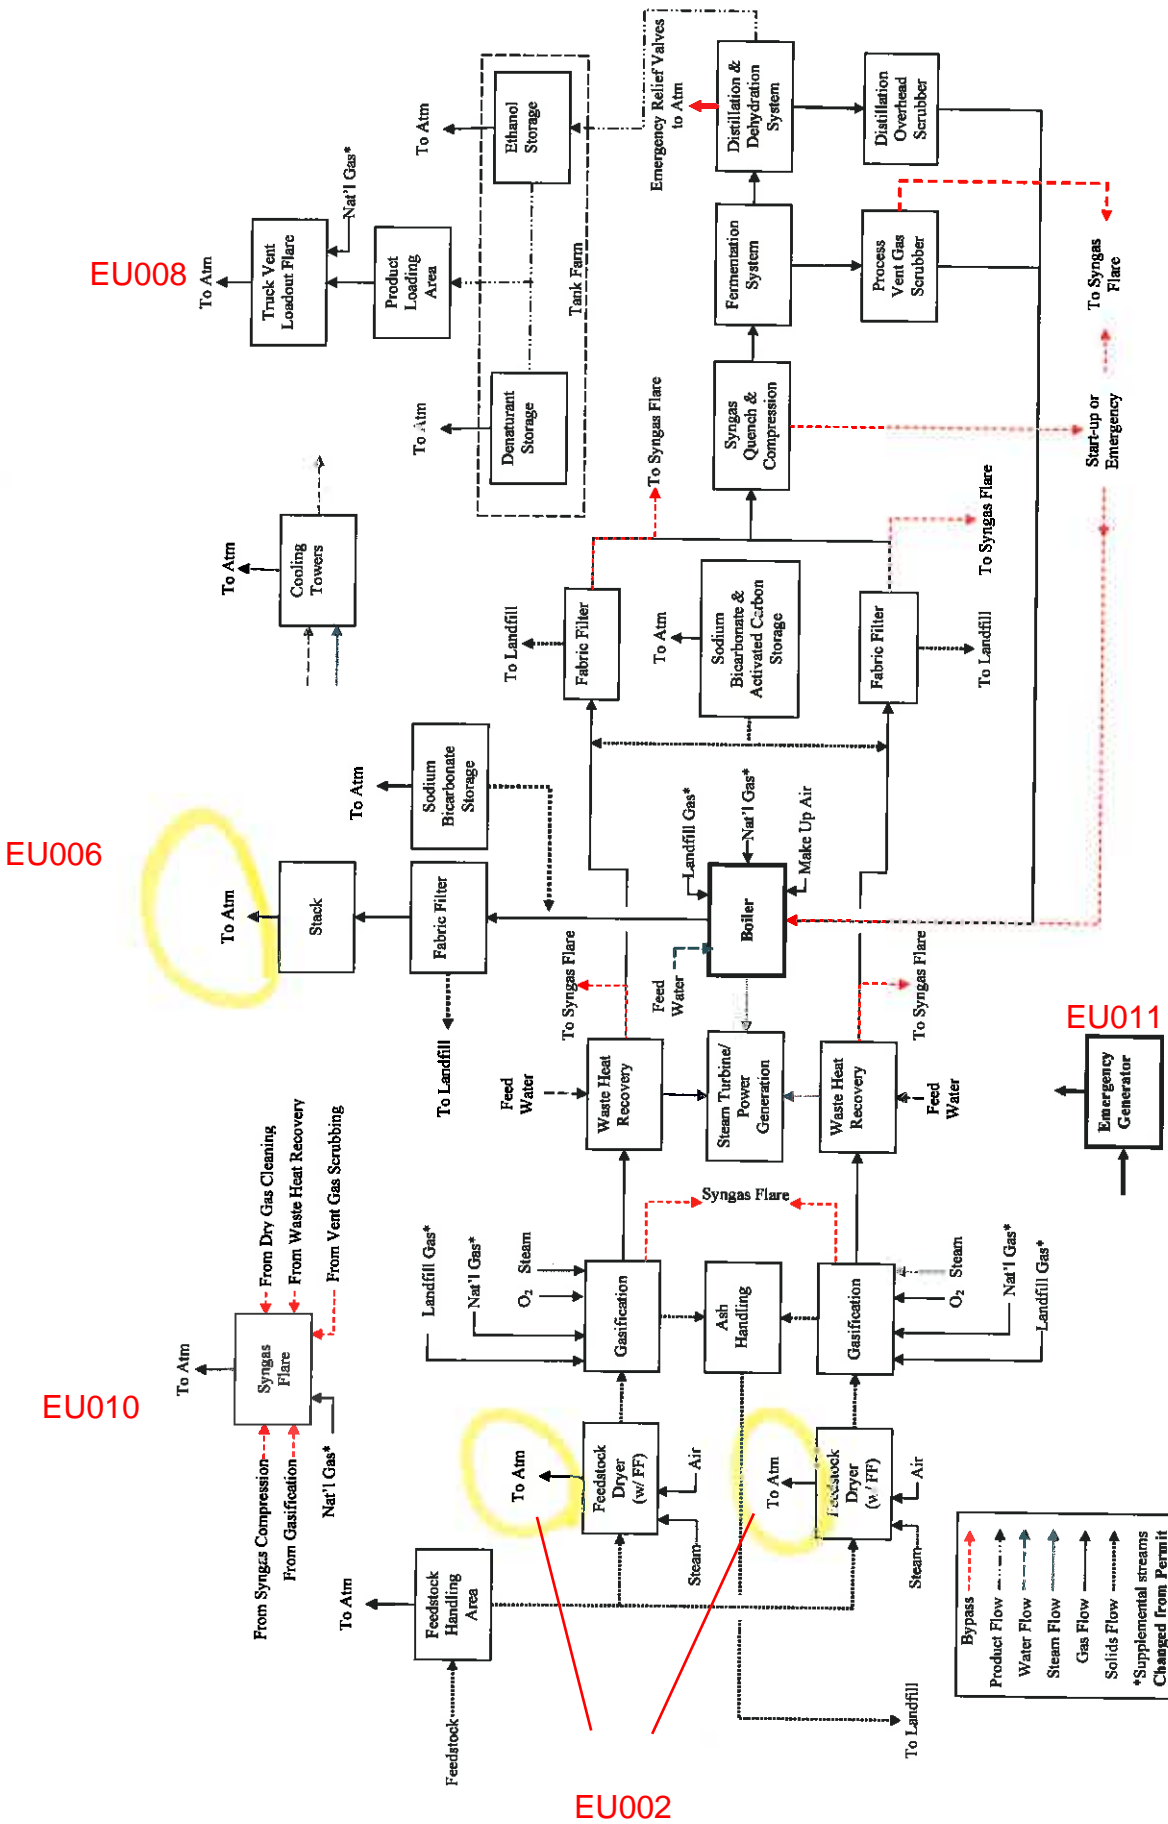 EU008
EU006
EU010
EU002
EU011
Feedstock
Feedstock
Handling
Area
To Atm
To Landfill
From Syngas Compression
From Gasification
Nat'l Gas*
Syngas
Flare
To Atm
From Dry Gas Cleaning
From Waste Heat Recovery
From Vent Gas Scrubbing
To Atm
Feedstock
Dryer
(w/ FF)
Steam
Air
To Atm
Feedstock
Dryer
(w/ FF)
Steam
Air
Landfill Gas*
Nat'l Gas*
O2
Steam
Gasification
Ash
Handling
Syngas Flare
Gasification
O2
Steam
Nat'l Gas*
Landfill Gas*
Feed
Water
Waste Heat
Recovery
To Syngas Flare
Steam Turbine/
Power
Generation
Waste Heat
Recovery
Feed
Water
To Syngas Flare
To Atm
Stack
Fabric Filter
To Landfill
To Atm
Sodium
Bicarbonate
Storage
Feed
Water
Boiler
Landfill Gas*
Nat'l Gas*
Make Up Air
To Atm
Cooling
Towers
To Landfill
Fabric Filter
To Syngas Flare
To Atm
Sodium
Bicarbonate &
Activated Carbon
Storage
Fabric Filter
To Landfill
To Syngas Flare
To Atm
Truck Vent
Loadout Flare
Nat'l Gas*
Product
Loading
Area
To Atm
Denaturant
Storage
To Atm
Ethanol
Storage
Tank Farm
Syngas
Quench &
Compression
Fermentation
System
Distillation &
Dehydration
System
Emergency Relief Valves
to Atm
Process
Vent Gas
Scrubber
Distillation
Overhead
Scrubber
Start-up or
Emergency
To Syngas
Flare
Emergency
Generator
Bypass
Product Flow
Water Flow
Steam Flow
Gas Flow
Solids Flow
*Supplemental streams
Changed from Permit